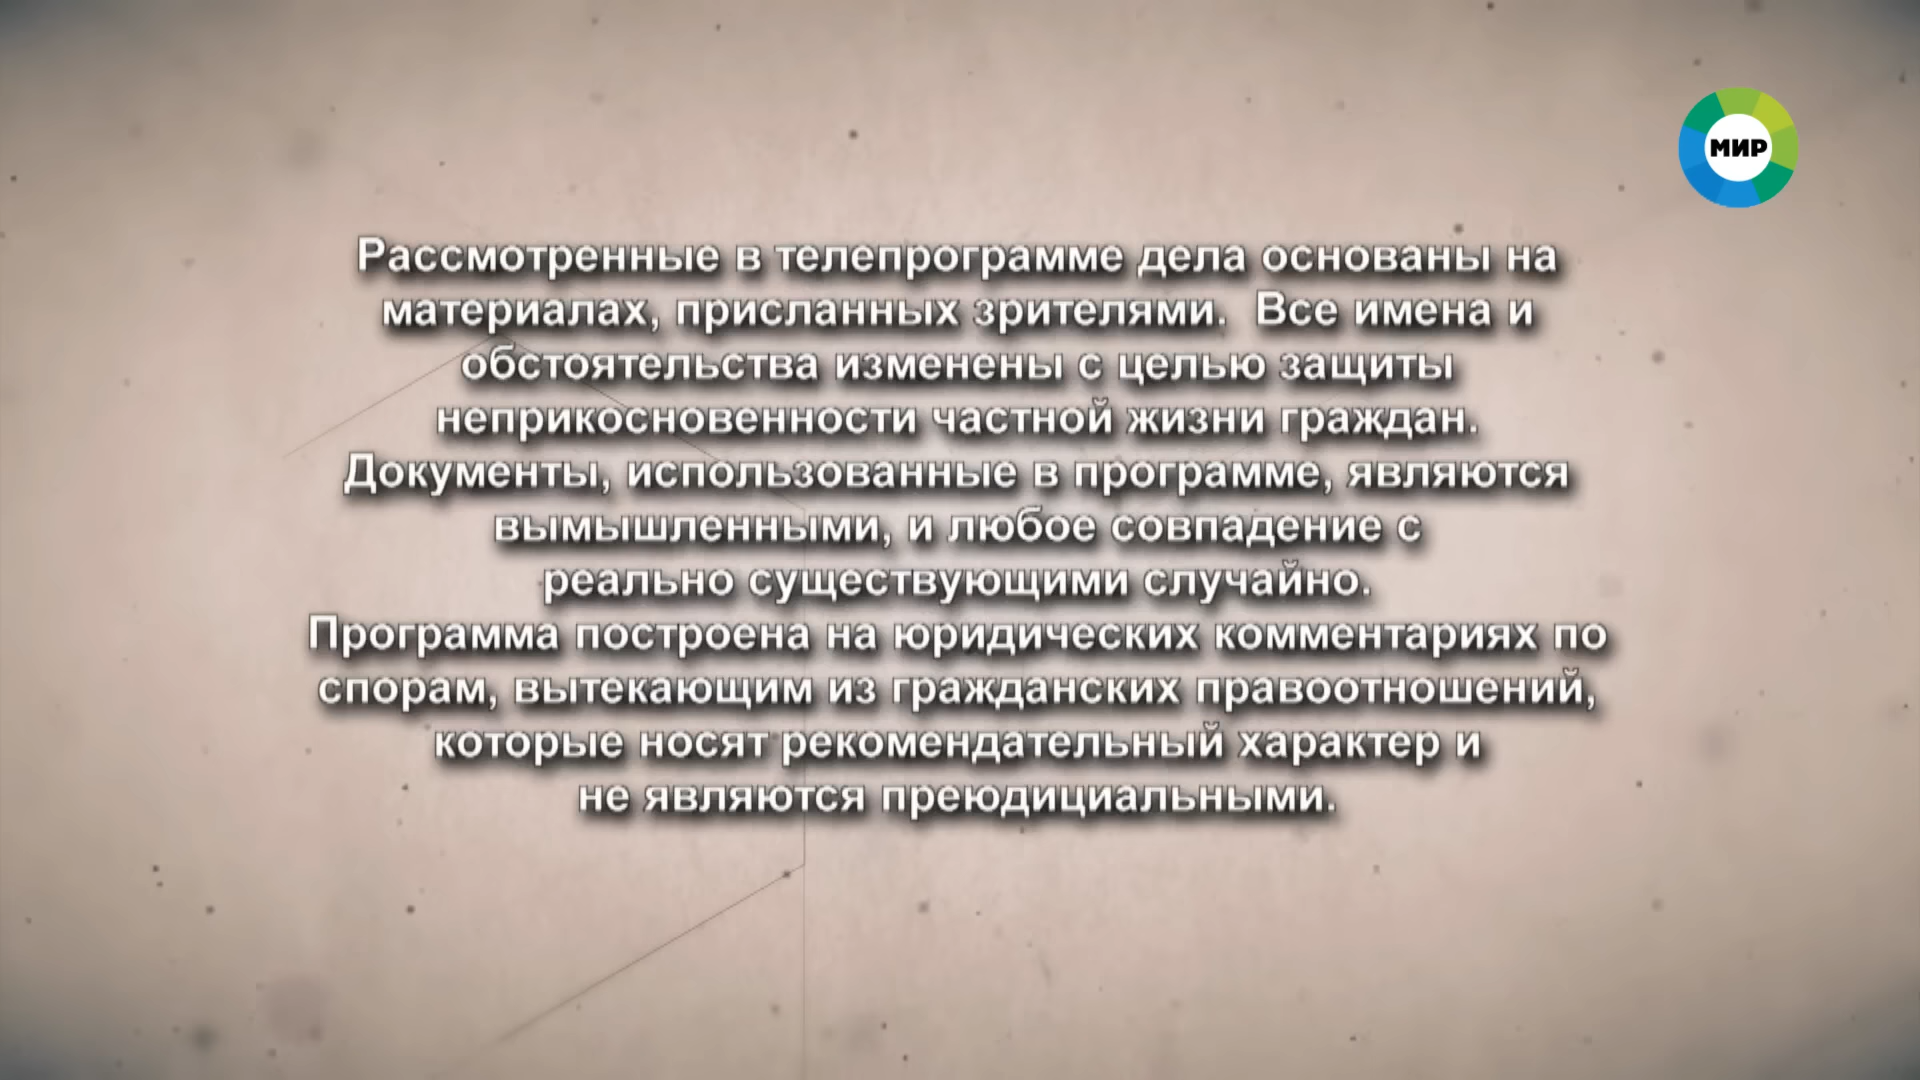 МИР
Рассмотренные в телепрограмме дела основаны на
материалах, присланных зрителями. Все имена и
обстоятельства изменены с целью защиты
неприкосновенности частной жизни граждан.
Документы, использованные в программе, являются
вымышленными, и любое совпадение с
реально существующими случайно.
Программа построена на юридических комментариях по
спорам, вытекающим из гражданских правоотношений,
которые носят рекомендательный характер и
не являются преюдициальными.